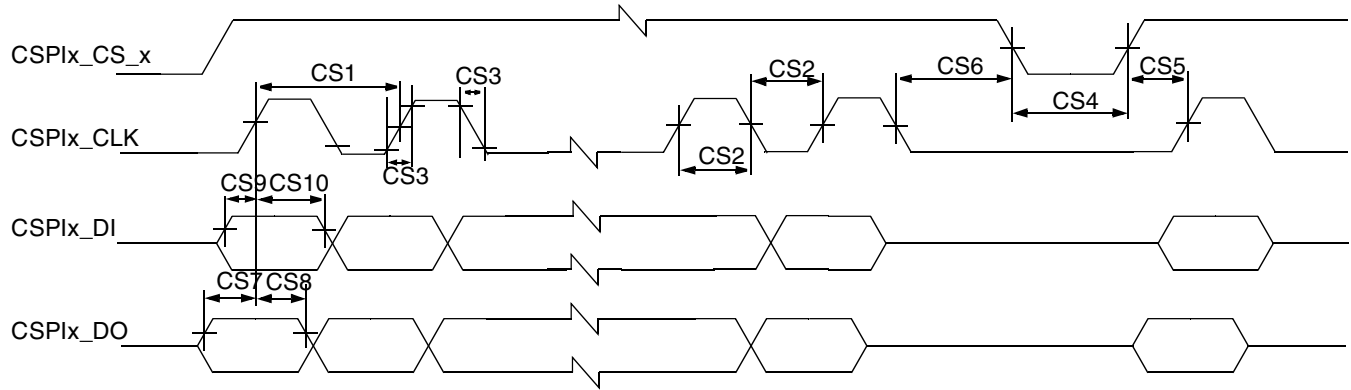 CSPIx_CS_x
CS1
CS3
CS2
CS6
CS5
CS4
CSPIx_CLK
CS3
CS2
CS9
CS10
CSPIx_DI
CS7
CS8
CSPIx_DO